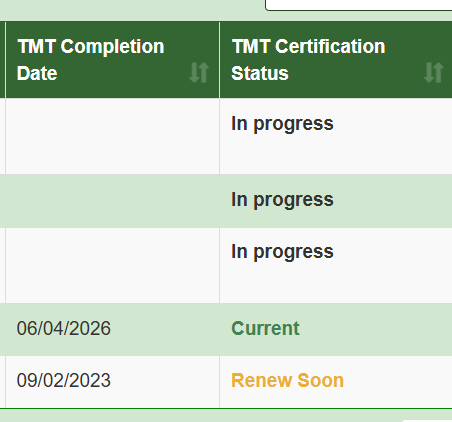 TMT Completion Date
TMT Certification Status
In progress
In progress
In progress
06/04/2026 Current
09/02/2023 Renew Soon